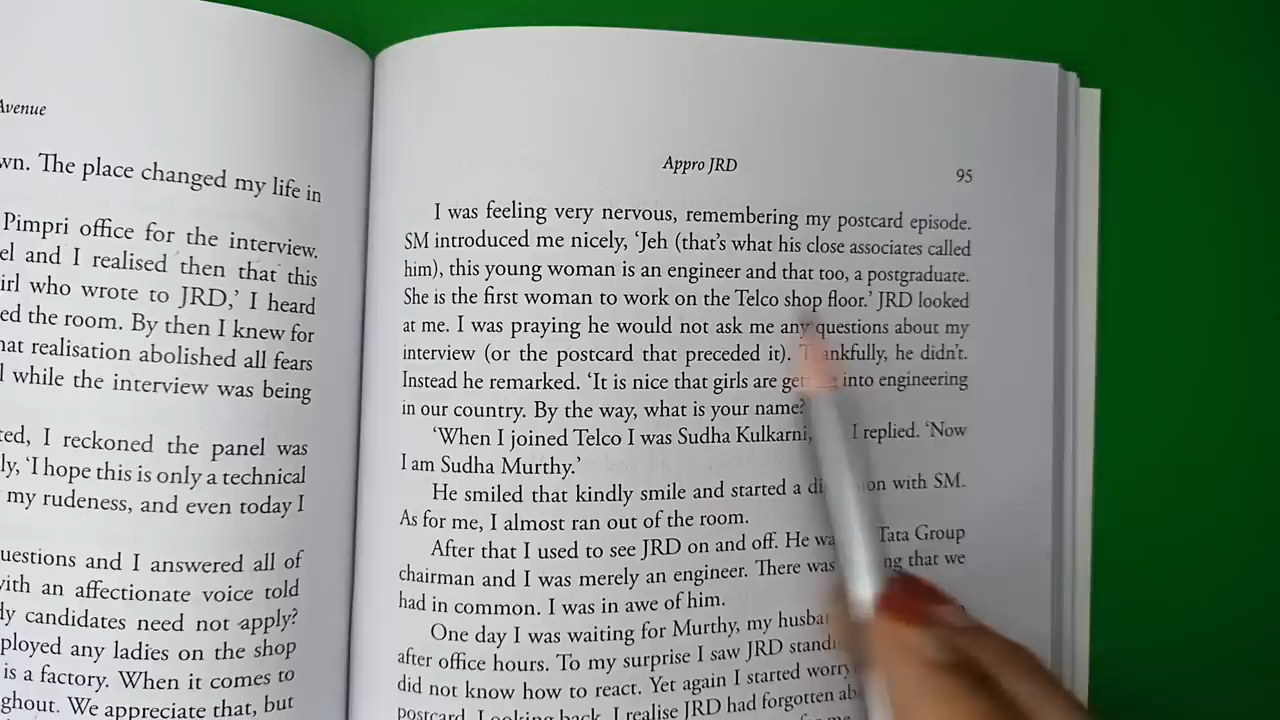 Avenue
wn. The place changed my life in
Pimpri office for the interview.
el and I realised then that this
irl who wrote to JRD,' I heard
ed the room. By then I knew for
hat realisation abolished all fears
l while the interview was being
ted, I reckoned the panel was
ly, 'I hope this is only a technical
my rudeness, and even today I
uestions and I answered all of
with an affectionate voice told
dy candidates need not apply?
ployed any ladies on the shop
is a factory. When it comes to
ghout. We appreciate that, but
Appro JRD
95
I was feeling very nervous, remembering my postcard episode.
SM introduced me nicely, 'Jeh (that's what his close associates called
him), this young woman is an engineer and that too, a postgraduate.
She is the first woman to work on the Telco shop floor.' JRD looked
at me. I was praying he would not ask me any questions about my
interview (or the postcard that preceded it). Thankfully, he didn't.
Instead he remarked. 'It is nice that girls are getting into engineering
in our country. By the way, what is your name?
'When I joined Telco I was Sudha Kulkarni, I replied. 'Now
I am Sudha Murthy.'
He smiled that kindly smile and started a di on with SM.
As for me, I almost ran out of the room.
After that I used to see JRD on and off. He wa Tata Group
chairman and I was merely an engineer. There was ng that we
had in common. I was in awe of him.
One day I was waiting for Murthy, my husba
after office hours. To my surprise I saw JRD stand
did not know how to react. Yet again I started worry
postcard. Looking back, I realise JRD had forgotten ab